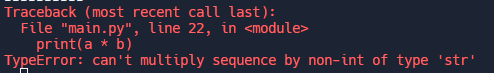 Traceback (most recent call last):
  File "main.py", line 22, in <module>
    print(a * b)
TypeError: can't multiply sequence by non-int of type 'str'